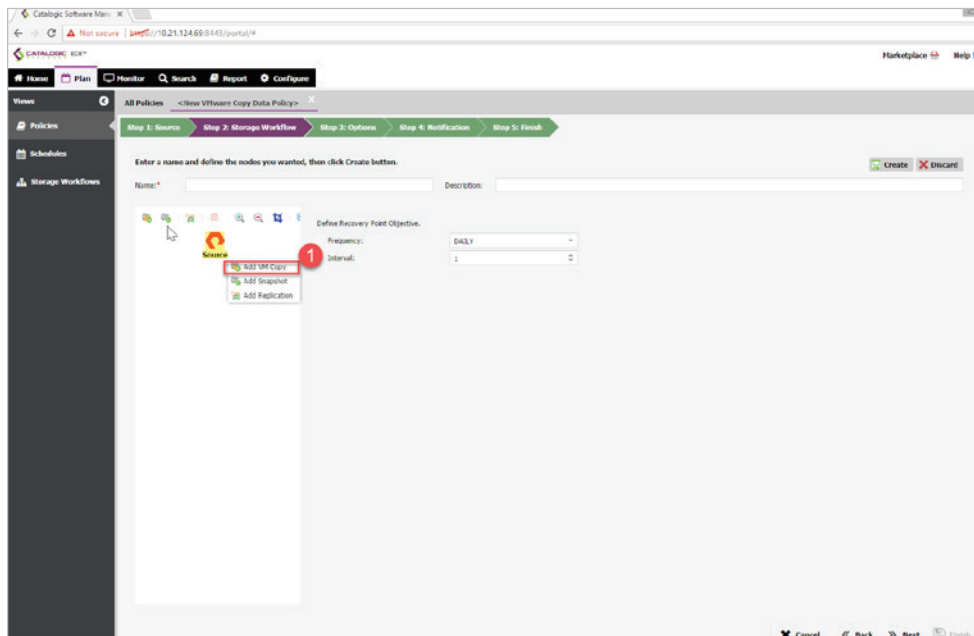 Catalogic Software Mana
Not secure | https://10.21.124.69:8443/portal/#
CATALOGIC ECX™
Marketplace Help
Home Plan Monitor Search Report Configure
Views
All Policies <New VMware Copy Data Policy>
Policies
Schedules
Storage Workflows
Step 1: Source Step 2: Storage Workflow Step 3: Options Step 4: Notification Step 5: Finish
Enter a name and define the nodes you wanted, then click Create button.
Create Discard
Name:* Description:
Define Recovery Point Objective.
Frequency: DAILY
Interval: 1
Source
1
Add VM Copy
Add Snapshot
Add Replication
Cancel Back Next Finish